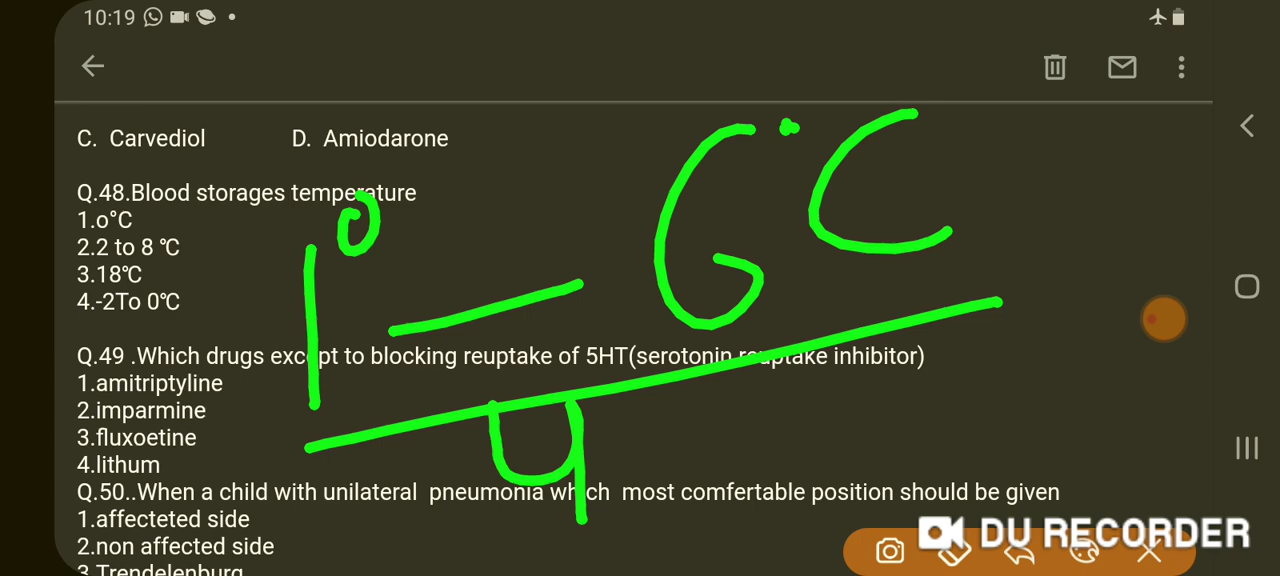 10:19
C. Carvediol D. Amiodarone
Q.48.Blood storages temperature
1.o°C
2.2 to 8 ℃
3.18℃
4.-2To 0℃
1° — 6°C
4
Q.49 .Which drugs except to blocking reuptake of 5HT(serotonin reuptake inhibitor)
1.amitriptyline
2.imparmine
3.fluxoetine
4.lithum
Q.50..When a child with unilateral pneumonia which most comfertable position should be given
1.affecteted side
2.non affected side
3.Trendelenburg
DU RECORDER